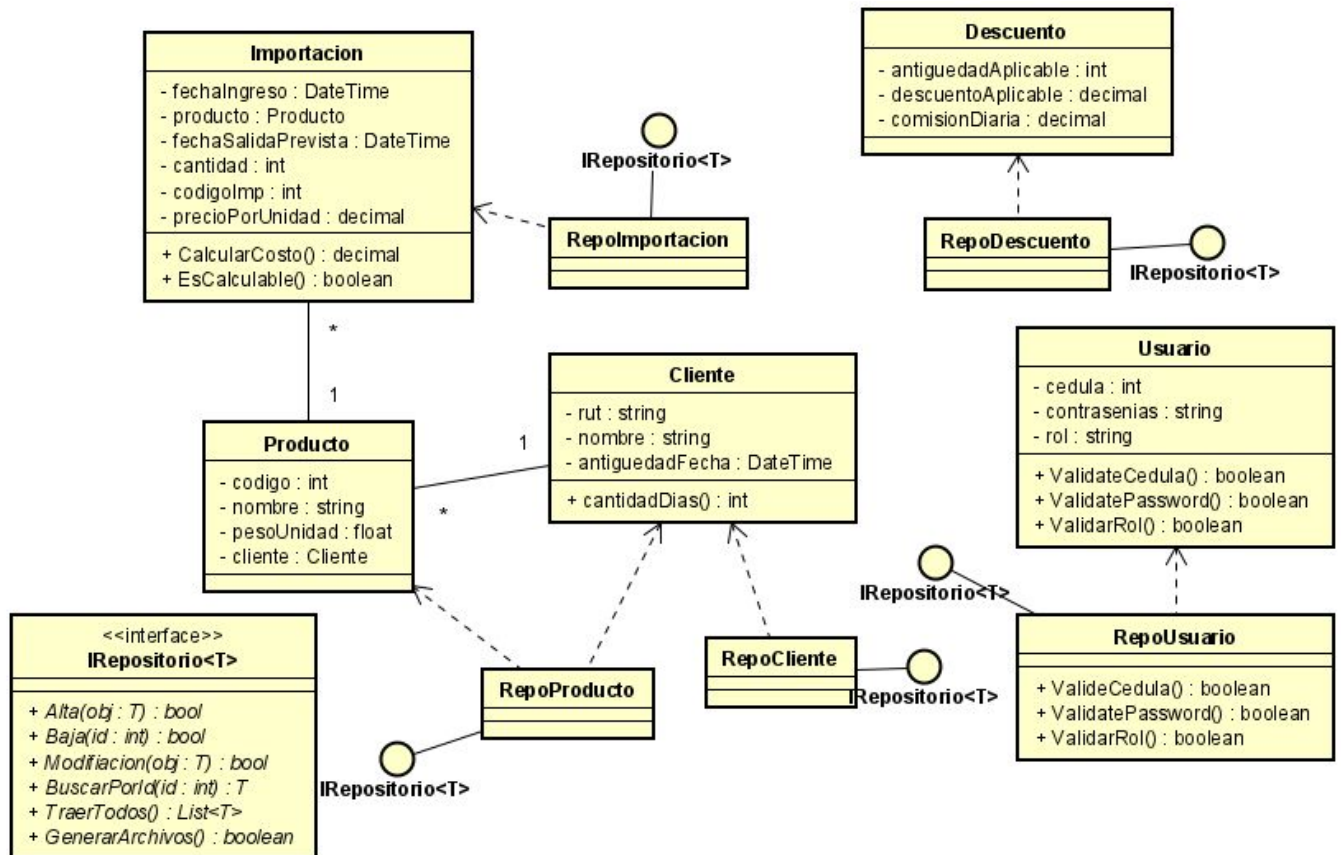 Importacion
- fechaIngreso : DateTime
- producto : Producto
- fechaSalidaPrevista : DateTime
- cantidad : int
- codigoImp : int
- precioPorUnidad : decimal
+ CalcularCosto() : decimal
+ EsCalculable() : boolean
IRepositorio<T>
RepoImportacion
Descuento
- antiguedadAplicable : int
- descuentoAplicable : decimal
- comisionDiaria : decimal
RepoDescuento
IRepositorio<T>
*
1
Producto
- codigo : int
- nombre : string
- pesoUnidad : float
- cliente : Cliente
1
*
Cliente
- rut : string
- nombre : string
- antiguedadFecha : DateTime
+ cantidadDias() : int
Usuario
- cedula : int
- contrasenias : string
- rol : string
+ ValidateCedula() : boolean
+ ValidatePassword() : boolean
+ ValidarRol() : boolean
<<interface>>
IRepositorio<T>
+ Alta(obj : T) : bool
+ Baja(id : int) : bool
+ Modifiacion(obj : T) : bool
+ BuscarPorId(id : int) : T
+ TraerTodos() : List<T>
+ GenerarArchivos() : boolean
RepoProducto
IRepositorio<T>
RepoCliente
IRepositorio<T>
IRepositorio<T>
RepoUsuario
+ ValideCedula() : boolean
+ ValidatePassword() : boolean
+ ValidarRol() : boolean